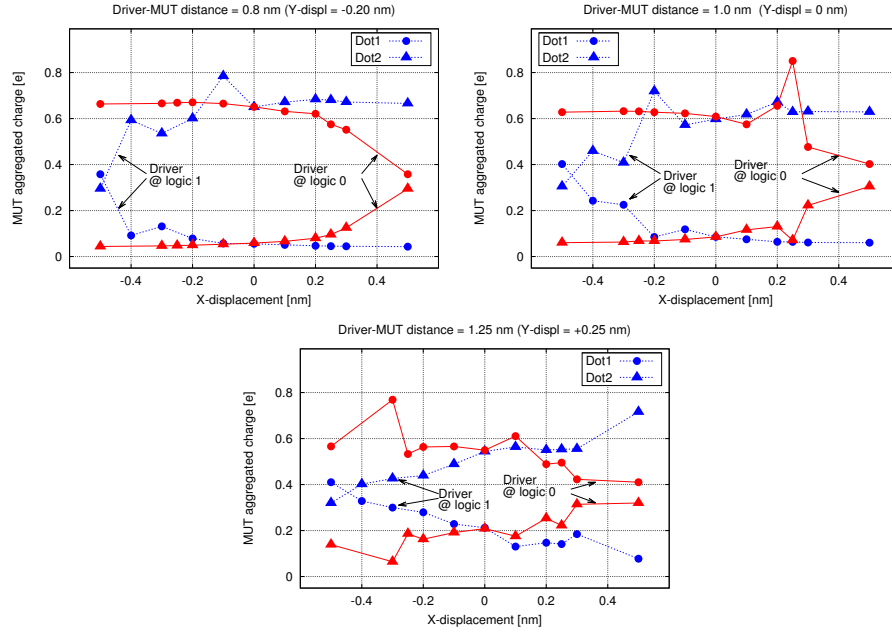 Driver-MUT distance = 0.8 nm (Y-displ = -0.20 nm)
MUT aggregated charge [e]
0.8
0.6
0.4
0.2
0
-0.4
-0.2
0
0.2
0.4
X-displacement [nm]
Dot1
Dot2
Driver
@ logic 1
Driver
@ logic 0
Driver-MUT distance = 1.0 nm (Y-displ = 0 nm)
MUT aggregated charge [e]
0.8
0.6
0.4
0.2
0
-0.4
-0.2
0
0.2
0.4
X-displacement [nm]
Dot1
Dot2
Driver
@ logic 1
Driver
@ logic 0
Driver-MUT distance = 1.25 nm (Y-displ = +0.25 nm)
MUT aggregated charge [e]
0.8
0.6
0.4
0.2
0
-0.4
-0.2
0
0.2
0.4
X-displacement [nm]
Dot1
Dot2
Driver
@ logic 1
Driver
@ logic 0